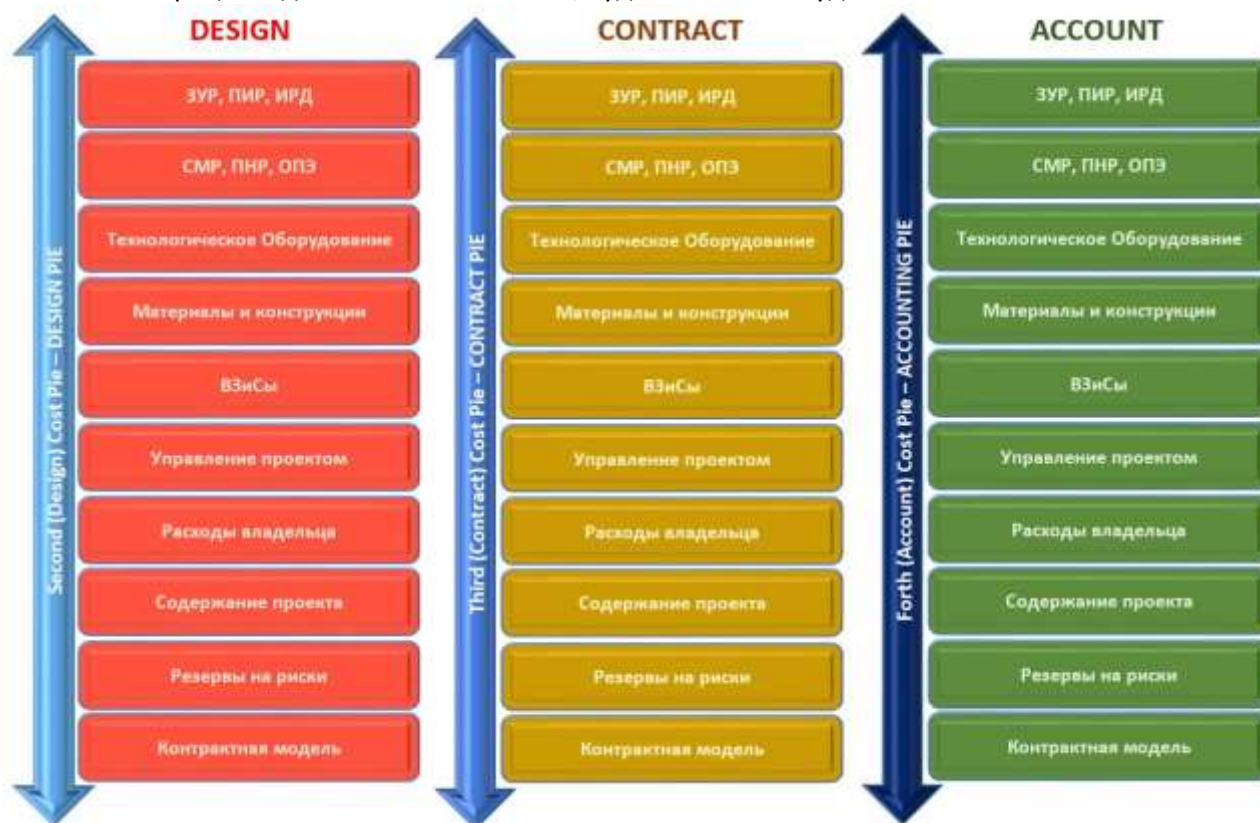 DESIGN
Second (Design) Cost Pie – DESIGN PIE
ЗУР, ПИР, ИРД
СМР, ПНР, ОПЭ
Технологическое Оборудование
Материалы и конструкции
ВЗиСы
Управление проектом
Расходы владельца
Содержание проекта
Резервы на риски
Контрактная модель
CONTRACT
Third (Contract) Cost Pie – CONTRACT PIE
ЗУР, ПИР, ИРД
СМР, ПНР, ОПЭ
Технологическое Оборудование
Материалы и конструкции
ВЗиСы
Управление проектом
Расходы владельца
Содержание проекта
Резервы на риски
Контрактная модель
ACCOUNT
Forth (Account) Cost Pie – ACCOUNTING PIE
ЗУР, ПИР, ИРД
СМР, ПНР, ОПЭ
Технологическое Оборудование
Материалы и конструкции
ВЗиСы
Управление проектом
Расходы владельца
Содержание проекта
Резервы на риски
Контрактная модель